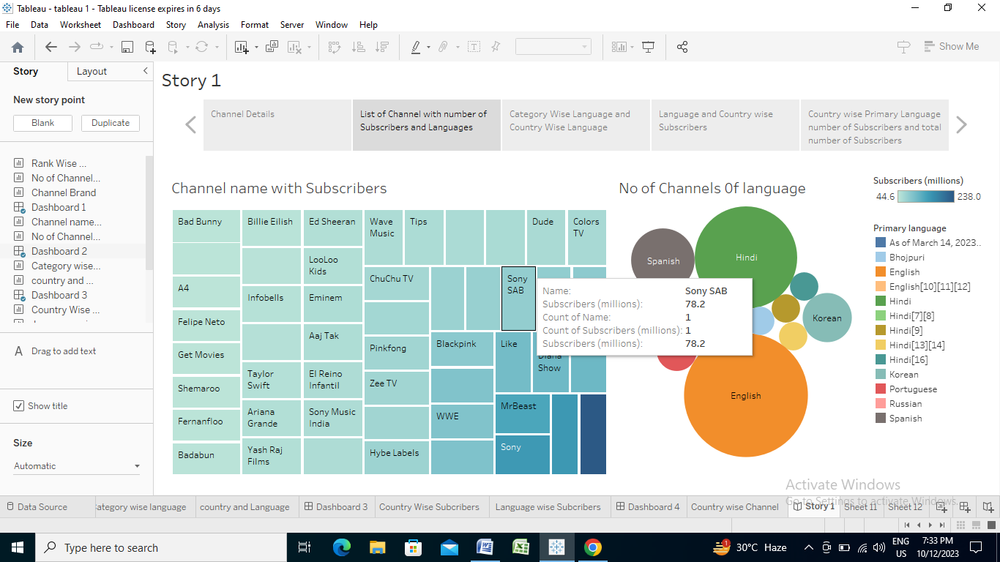 Tableau - tableau 1 - Tableau license expires in 6 days
File Data Worksheet Dashboard Story Analysis Format Server Window Help
Show Me
Story Layout
New story point
Blank Duplicate
Rank Wise ...
No of Channel...
Channel Brand
Dashboard 1
Channel name...
No of Channel...
Dashboard 2
Category wise...
country and ...
Dashboard 3
Country Wise ...
A Drag to add text
Show title
Size
Automatic
Story 1
Channel Details
List of Channel with number of
Subscribers and Languages
Category Wise Language and
Country Wise Language
Language and Country wise
Subscribers
Country wise Primary Language
number of Subscribers and total
number of Subscribers
Channel name with Subscribers
Bad Bunny
A4
Felipe Neto
Get Movies
Shemaroo
Fernanfloo
Badabun
Billie Eilish
Infobells
Taylor
Swift
Ariana
Grande
Yash Raj
Films
Ed Sheeran
LooLoo
Kids
Eminem
Aaj Tak
El Reino
Infantil
Sony Music
India
Wave
Music
Tips
Dude
Colors
TV
ChuChu TV
Pinkfong
Zee TV
Hybe Labels
Sony
SAB
Blackpink
WWE
Like
Diana
Show
MrBeast
Sony
Name: Sony SAB
Subscribers (millions): 78.2
Count of Name: 1
Count of Subscribers (millions): 1
Subscribers (millions): 78.2
No of Channels 0f language
Spanish
Hindi
Korean
English
Subscribers (millions)
44.6 238.0
Primary language
As of March 14, 2023..
Bhojpuri
English
English[10][11][12]
Hindi
Hindi[7][8]
Hindi[9]
Hindi[13][14]
Hindi[16]
Korean
Portuguese
Russian
Spanish
Activate Windows
Go to Settings to activate Windows.
Data Source ategory wise language country and Language Dashboard 3 Country Wise Subcribers Language wise Subcribers Dashboard 4 Country wise Channel Story 1 Sheet 11 Sheet 12
Type here to search
30°C Haze
ENG
US
7:33 PM
10/12/2023